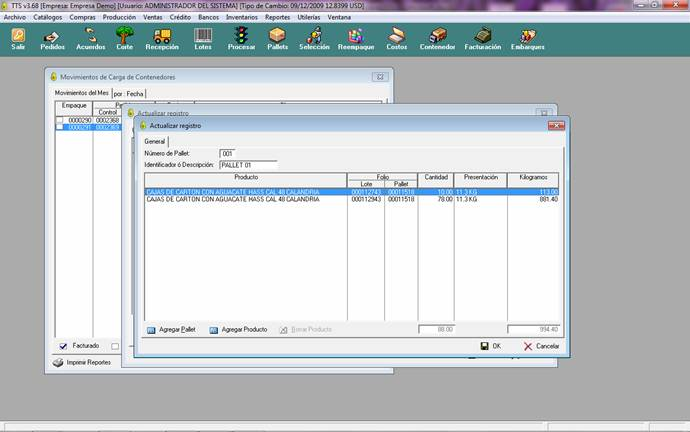 TTS v3.68 [Empresa: Empresa Demo] [Usuario: ADMINISTRADOR DEL SISTEMA] [Tipo de Cambio: 09/12/2009 12.8399 USD]
Archivo Catálogos Compras Producción Ventas Crédito Bancos Inventarios Reportes Utilerías Ventana
Salir Pedidos Acuerdos Corte Recepción Lotes Procesar Pallets Selección Reempaque Costos Contenedor Facturación Embarques
Movimientos de Carga de Contenedores
Movimientos del Mes por : Fecha
Empaque
Control
0000290 0002368
0000291 0002369
Actualizar registro
Actualizar registro
General
Número de Pallet: 001
Identificador ó Descripción: PALLET 01
Producto Folio Cantidad Presentación Kilogramos
Lote Pallet
CAJAS DE CARTON CON AGUACATE HASS CAL 48 CALANDRIA 000112743 00011518 10.00 11.3 KG 113.00
CAJAS DE CARTON CON AGUACATE HASS CAL 48 CALANDRIA 000112943 00011518 78.00 11.3 KG 881.40
Agregar Pallet Agregar Producto Borrar Producto 88.00 994.40
OK Cancelar
Facturado
Imprimir Reportes